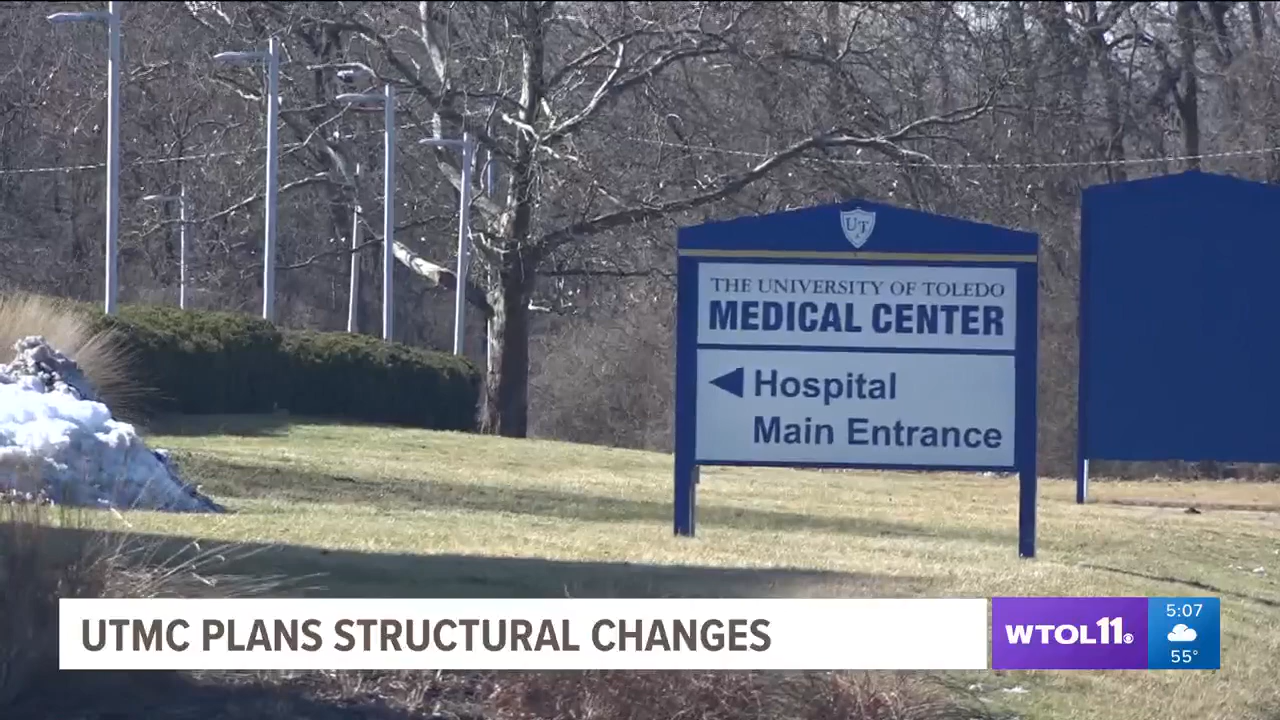 UT
THE UNIVERSITY OF TOLEDO
MEDICAL CENTER
Hospital
Main Entrance
UTMC PLANS STRUCTURAL CHANGES
WTOL11
5:07
55°